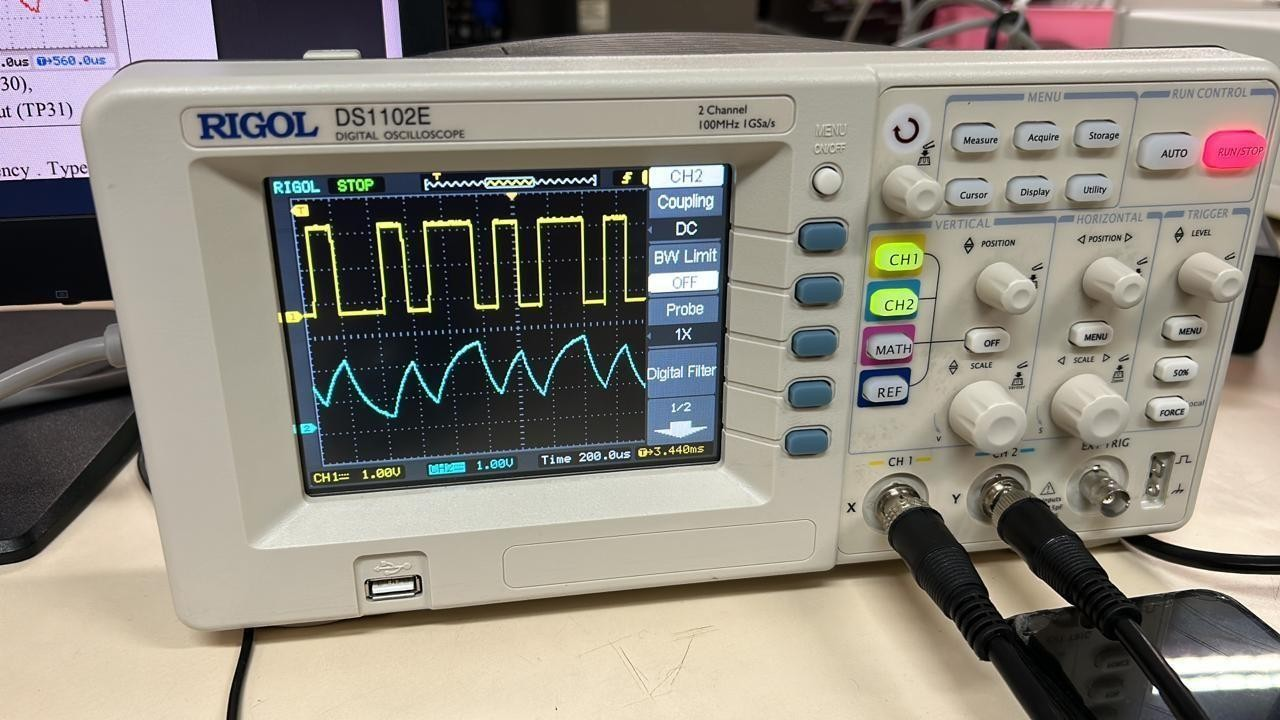 .0us T→560.0us
30),
ut (TP31)
ency . Type
RIGOL DS1102E
DIGITAL OSCILLOSCOPE
2 Channel
100MHz 1GSa/s
MENU
ON/OFF
RIGOL STOP
T
CH2
Coupling
DC
BW Limit
OFF
Probe
1X
Digital Filter
1/2
T
1
2
CH1 1.00V CH2 1.00V Time 200.0us T→3.440ms
MENU
Measure Acquire Storage
Cursor Display Utility
RUN CONTROL
AUTO RUN/STOP
VERTICAL
POSITION
CH1
CH2
MATH OFF
REF
SCALE
V
HORIZONTAL
POSITION
MENU
SCALE
S
TRIGGER
LEVEL
MENU
50%
FORCE
CH 1
X
CH 2
Y
EXT TRIG